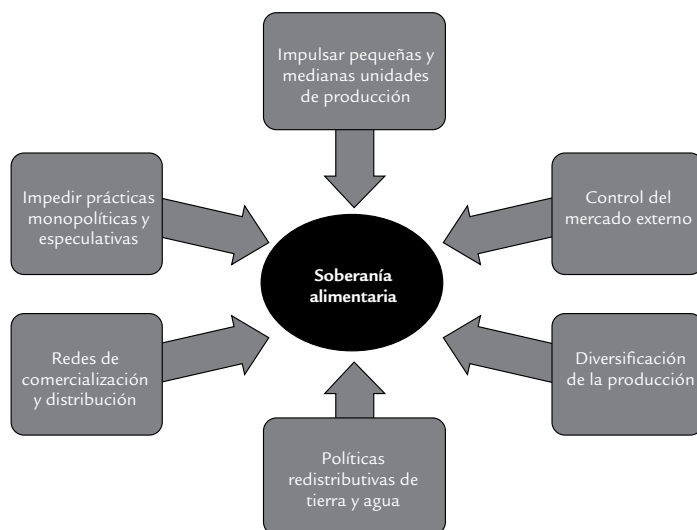 Impulsar pequeñas y
medianas unidades
de producción
Impedir prácticas
monopolíticas y
especulativas
Control del
mercado externo
Soberanía
alimentaria
Redes de
comercialización
y distribución
Diversificación
de la producción
Políticas
redistributivas de
tierra y agua